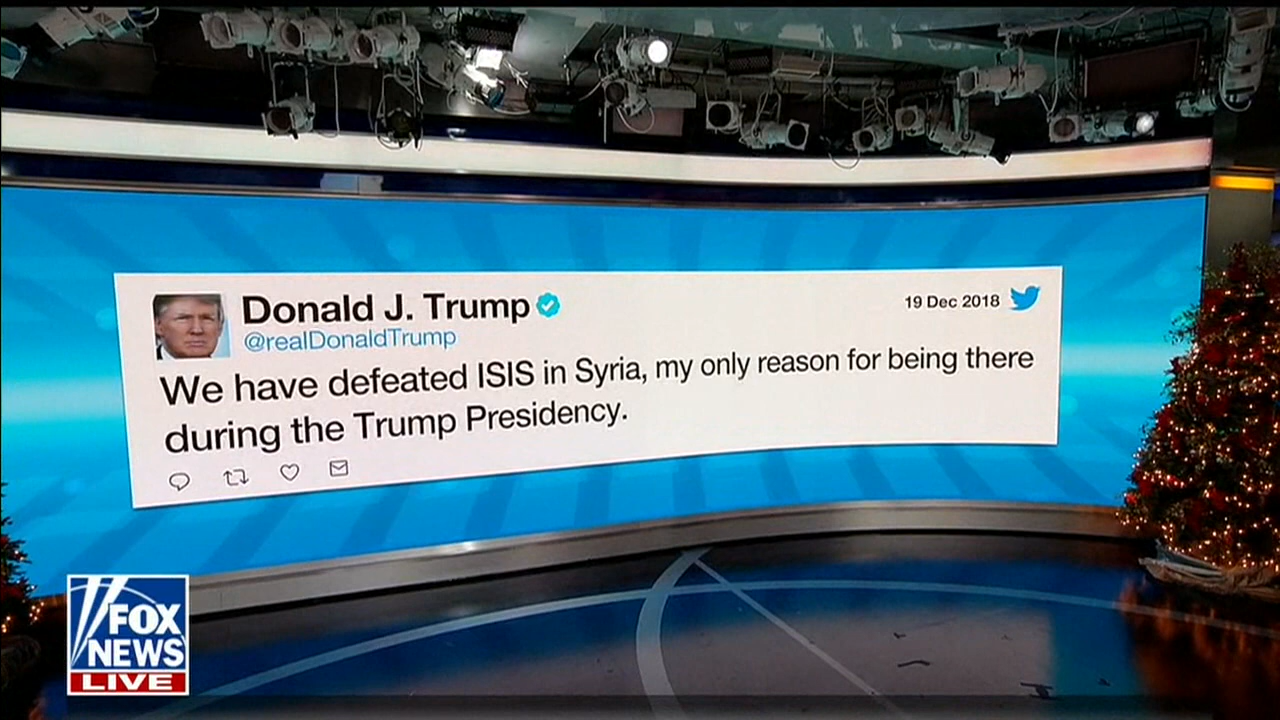 Donald J. Trump
19 Dec 2018
@realDonaldTrump
We have defeated ISIS in Syria, my only reason for being there
during the Trump Presidency.
FOX
NEWS
LIVE